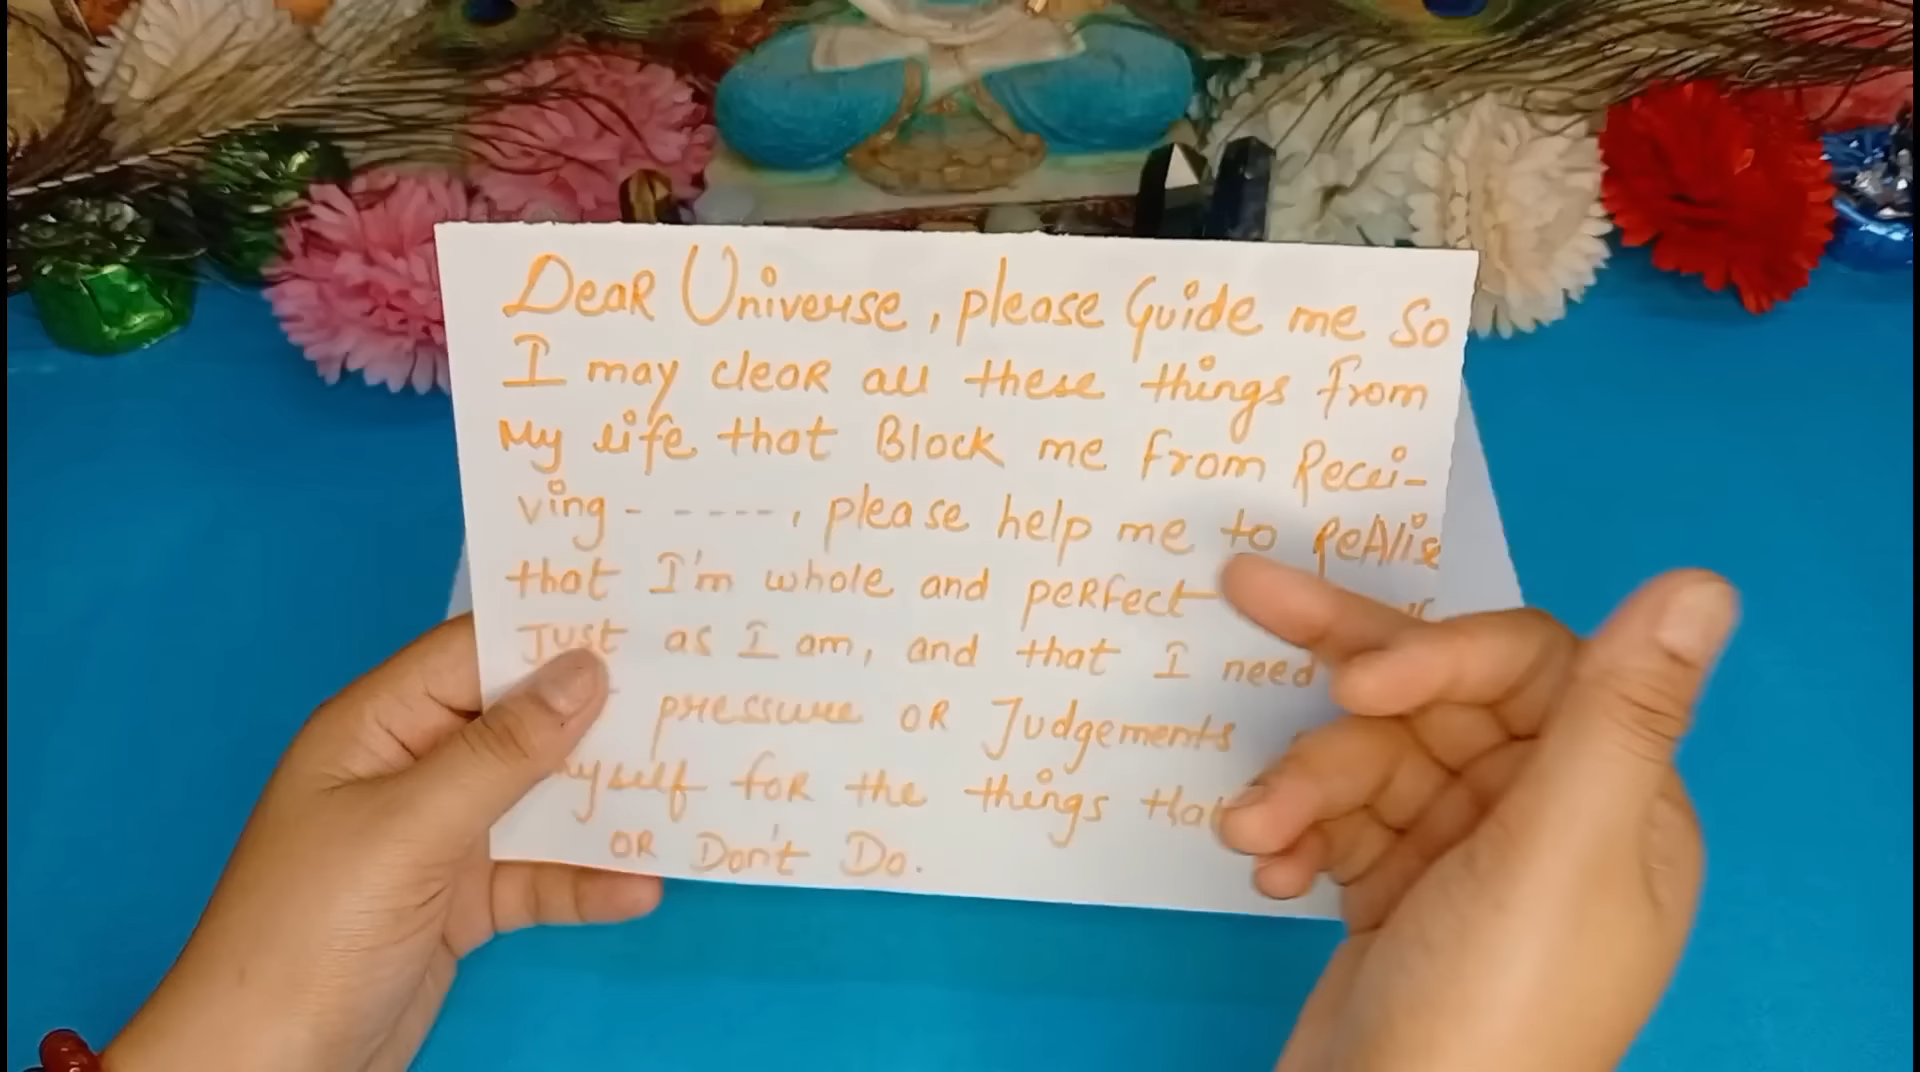 Dear Universe, please Guide me so
I may clear all these things from
My life that Block me from Recei-
ving - ----, please help me to ReAlise
that I'm whole and perfect
Just as I am, and that I need
pressure or Judgements
myself for the things that
or Don't Do.